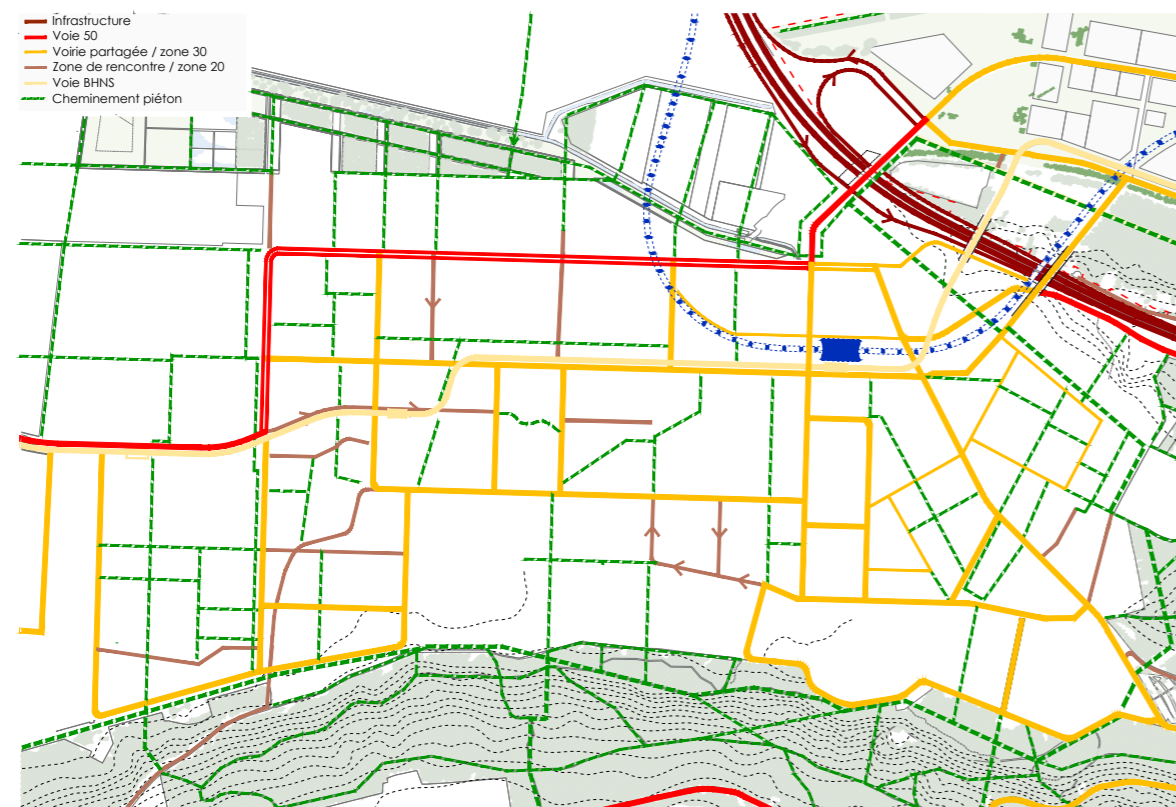 Infrastructure
Voie 50
Voirie partagée / zone 30
Zone de rencontre / zone 20
Voie BHNS
Cheminement piéton